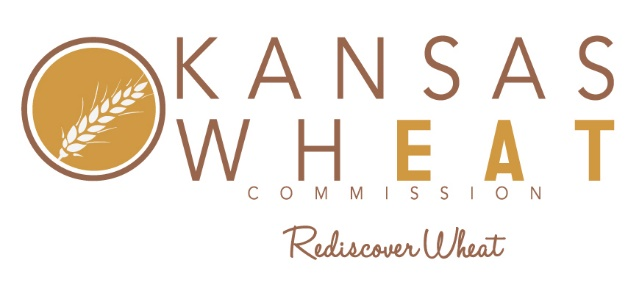 KANSAS
WHEAT
COMMISSION
Rediscover Wheat